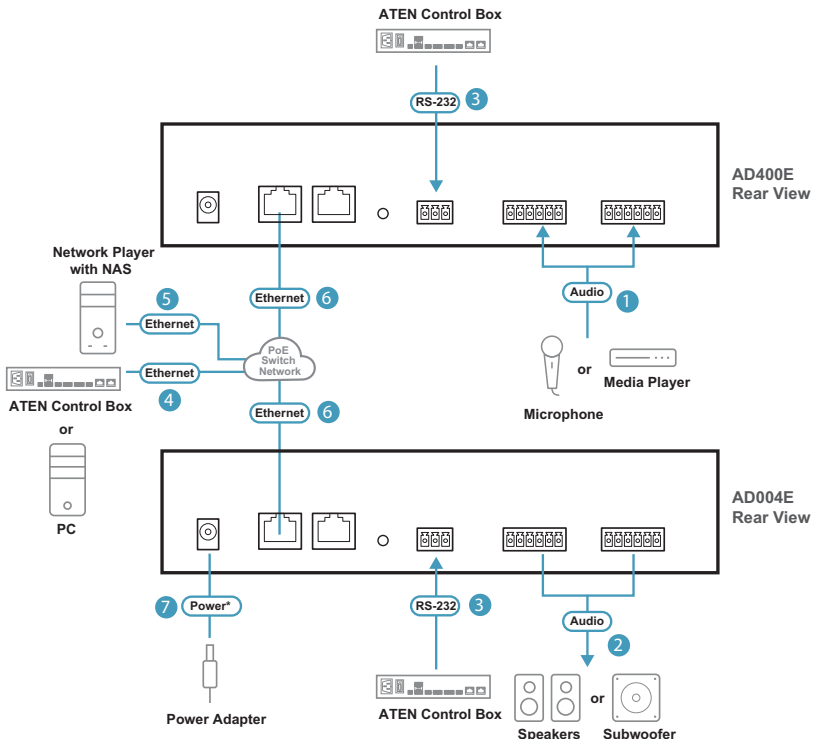 ATEN Control Box
RS-232
3
AD400E
Rear View
Network Player
with NAS
5
Ethernet
Ethernet
6
Audio
1
PoE
Switch
Network
Ethernet
4
ATEN Control Box
or
PC
or
Media Player
Microphone
Ethernet
6
AD004E
Rear View
7
Power*
RS-232
3
Audio
2
Power Adapter
ATEN Control Box
or
Speakers
Subwoofer